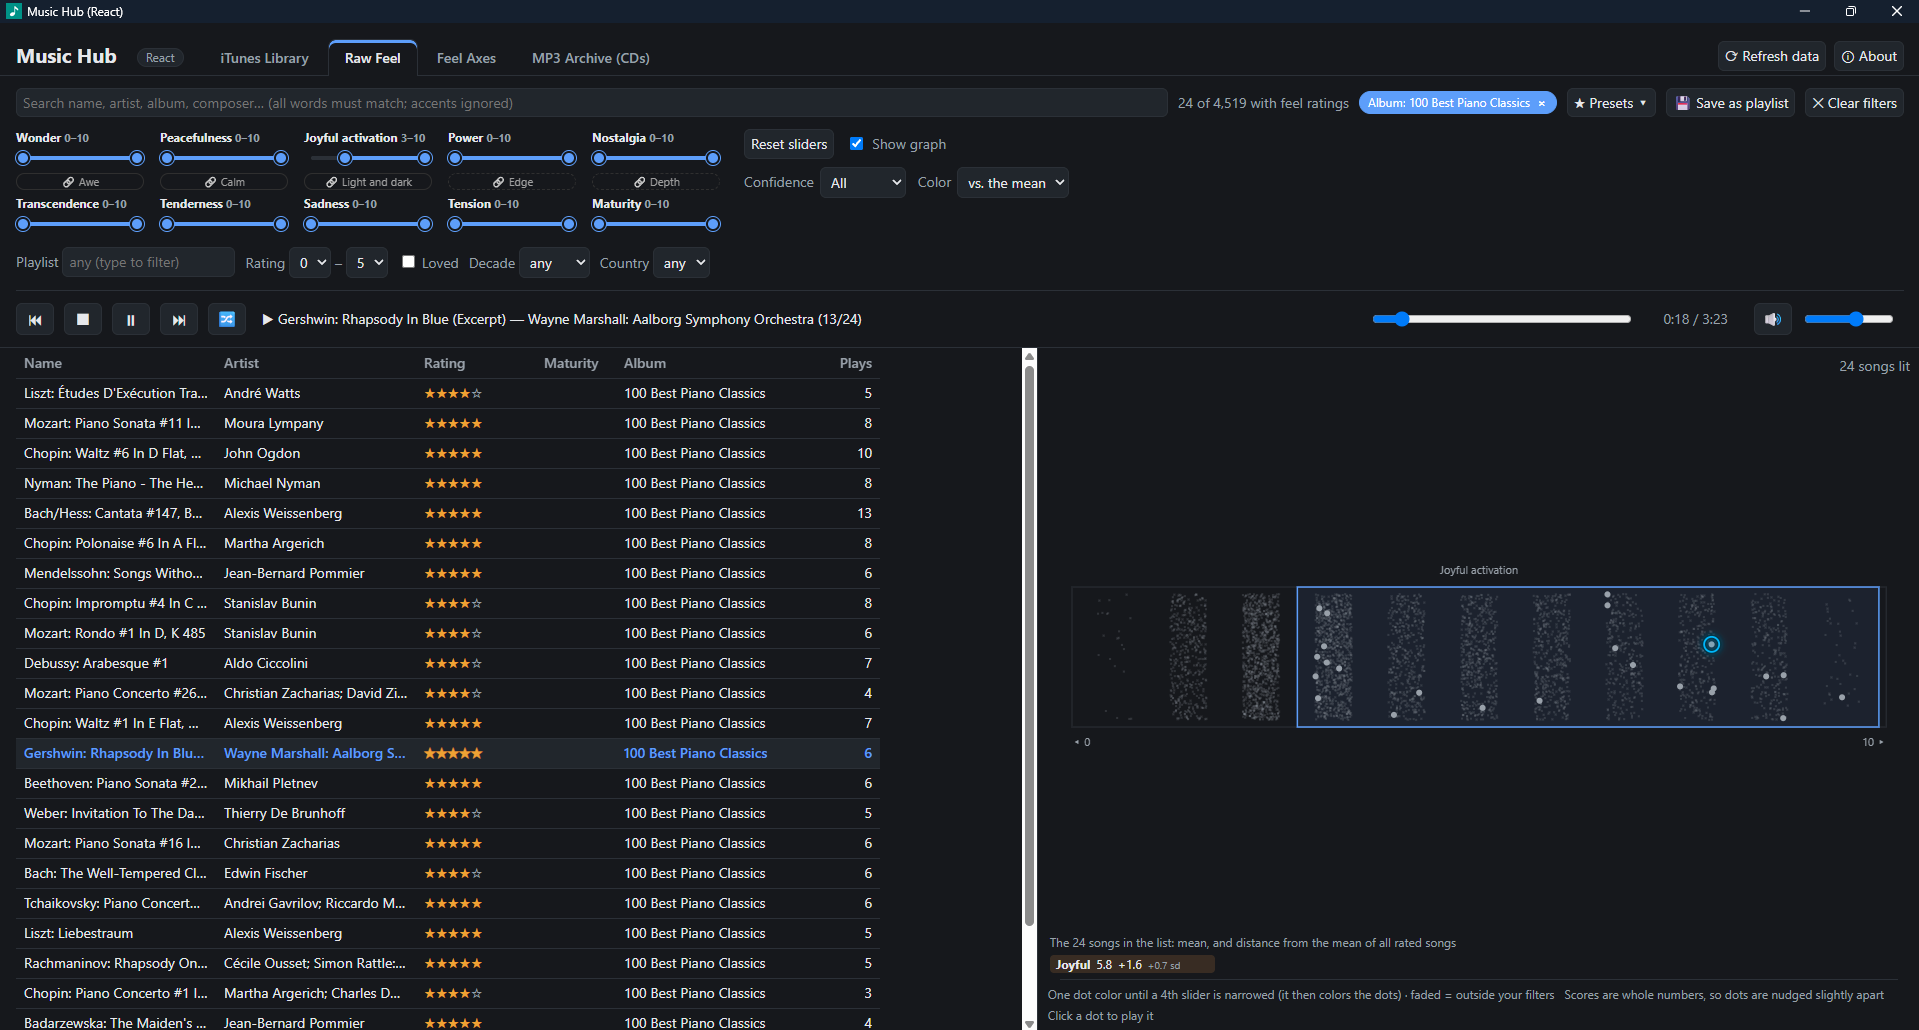 Music Hub (React)
Music Hub React iTunes Library Raw Feel Feel Axes MP3 Archive (CDs) Refresh data About
Search name, artist, album, composer... (all words must match; accents ignored) 24 of 4,519 with feel ratings Album: 100 Best Piano Classics × ★ Presets ▼ Save as playlist Clear filters
Wonder 0–10 Peacefulness 0–10 Joyful activation 3–10 Power 0–10 Nostalgia 0–10 Reset sliders Show graph
Awe Calm Light and dark Edge Depth Confidence All Color vs. the mean
Transcendence 0–10 Tenderness 0–10 Sadness 0–10 Tension 0–10 Maturity 0–10
Playlist any (type to filter) Rating 0 – 5 Loved Decade any Country any
▶ Gershwin: Rhapsody In Blue (Excerpt) — Wayne Marshall: Aalborg Symphony Orchestra (13/24) 0:18 / 3:23
Name Artist Rating Maturity Album Plays
24 songs lit
Liszt: Études D'Exécution Tra... André Watts ★★★★☆ 100 Best Piano Classics 5
Mozart: Piano Sonata #11 I... Moura Lympany ★★★★★ 100 Best Piano Classics 8
Chopin: Waltz #6 In D Flat, ... John Ogdon ★★★★★ 100 Best Piano Classics 10
Nyman: The Piano - The He... Michael Nyman ★★★★★ 100 Best Piano Classics 8
Bach/Hess: Cantata #147, B... Alexis Weissenberg ★★★★★ 100 Best Piano Classics 13
Chopin: Polonaise #6 In A Fl... Martha Argerich ★★★★★ 100 Best Piano Classics 8
Mendelssohn: Songs Witho... Jean-Bernard Pommier ★★★★★ 100 Best Piano Classics 6
Chopin: Impromptu #4 In C ... Stanislav Bunin ★★★★☆ 100 Best Piano Classics 8
Mozart: Rondo #1 In D, K 485 Stanislav Bunin ★★★★☆ 100 Best Piano Classics 6
Debussy: Arabesque #1 Aldo Ciccolini ★★★★☆ 100 Best Piano Classics 7
Mozart: Piano Concerto #26... Christian Zacharias; David Zi... ★★★★☆ 100 Best Piano Classics 4
Chopin: Waltz #1 In E Flat, ... Alexis Weissenberg ★★★★★ 100 Best Piano Classics 7
Gershwin: Rhapsody In Blu... Wayne Marshall: Aalborg S... ★★★★★ 100 Best Piano Classics 6
Beethoven: Piano Sonata #2... Mikhail Pletnev ★★★★★ 100 Best Piano Classics 6
Weber: Invitation To The Da... Thierry De Brunhoff ★★★★☆ 100 Best Piano Classics 5
Mozart: Piano Sonata #16 I... Christian Zacharias ★★★★★ 100 Best Piano Classics 6
Bach: The Well-Tempered Cl... Edwin Fischer ★★★★☆ 100 Best Piano Classics 6
Tchaikovsky: Piano Concert... Andrei Gavrilov; Riccardo M... ★★★★★ 100 Best Piano Classics 6
Liszt: Liebestraum Alexis Weissenberg ★★★★★ 100 Best Piano Classics 5
Rachmaninov: Rhapsody On... Cécile Ousset; Simon Rattle:... ★★★★★ 100 Best Piano Classics 5
Chopin: Piano Concerto #1 I... Martha Argerich; Charles D... ★★★★☆ 100 Best Piano Classics 3
Badarzewska: The Maiden's ... Jean-Bernard Pommier ★★★★★ 100 Best Piano Classics 4
Joyful activation
◂ 0 10 ▸
The 24 songs in the list: mean, and distance from the mean of all rated songs
Joyful 5.8 +1.6 +0.7 sd
One dot color until a 4th slider is narrowed (it then colors the dots) · faded = outside your filters Scores are whole numbers, so dots are nudged slightly apart
Click a dot to play it